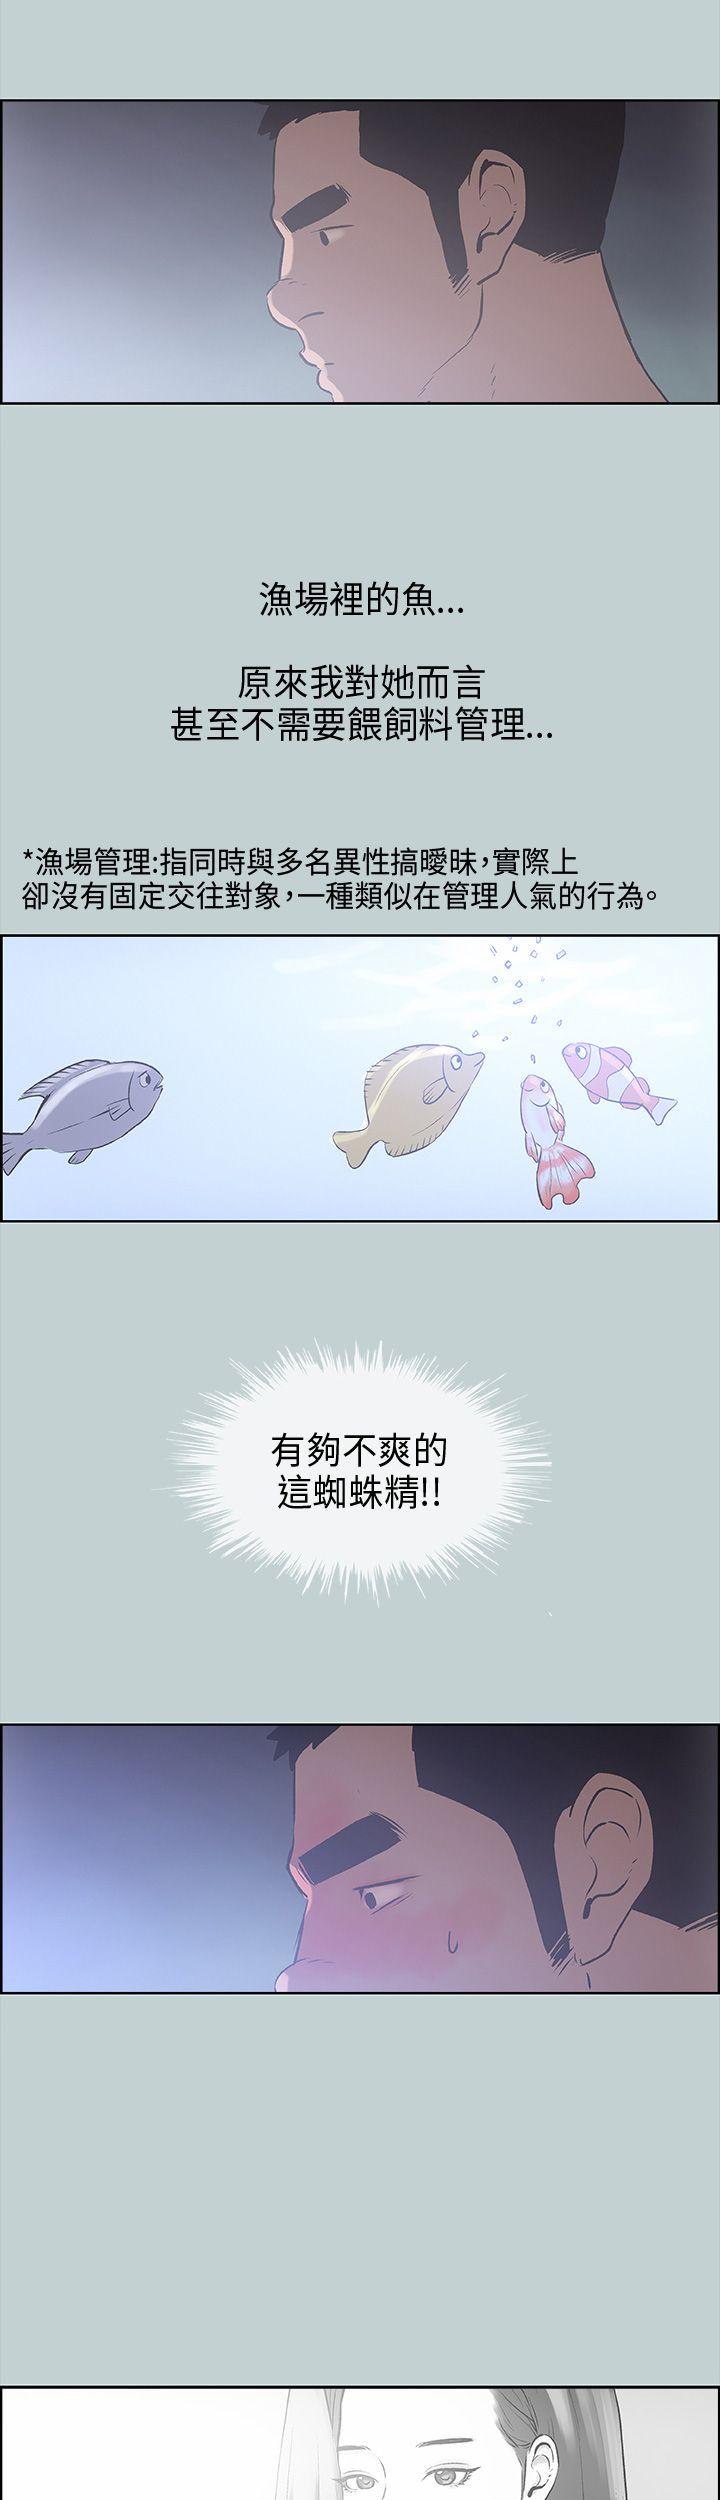 漁場裡的魚...
原來我對她而言
甚至不需要餵飼料管理...
*漁場管理:指同時與多名異性搞曖昧,實際上
卻沒有固定交往對象,一種類似在管理人氣的行為。
有夠不爽的
這蜘蛛精!!